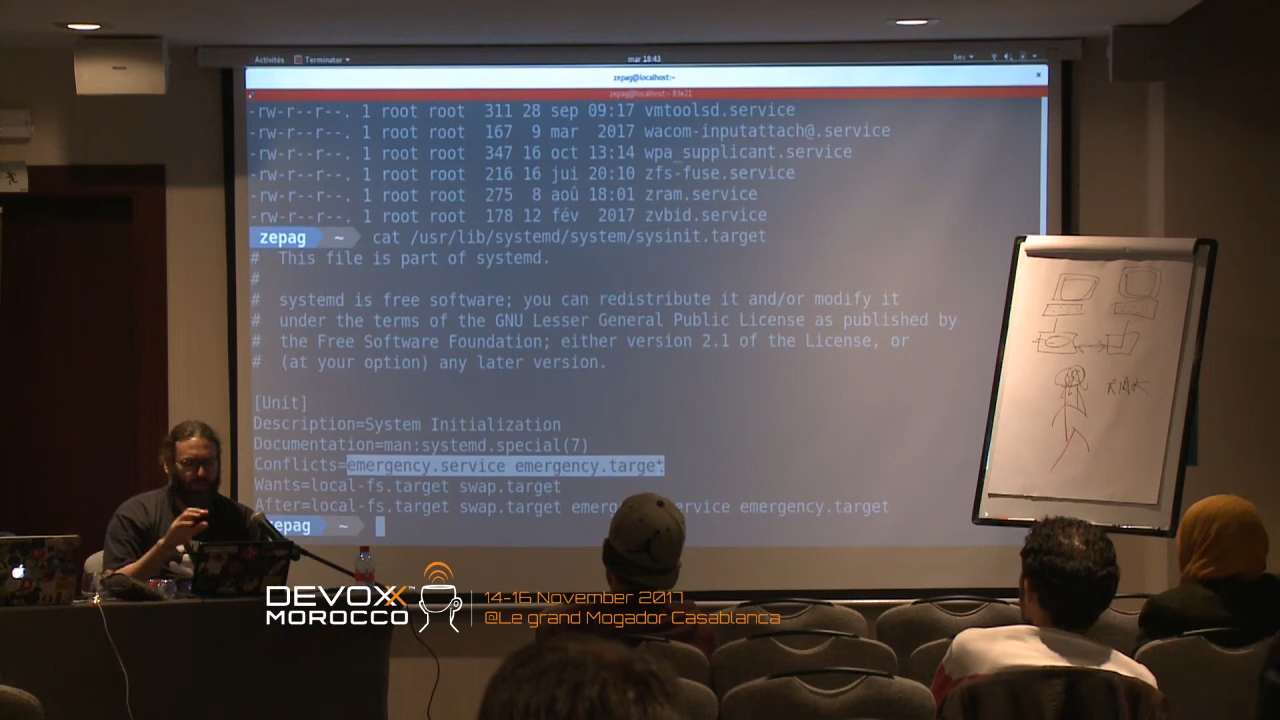 Activités Terminator mar 18:43
zepag@localhost:~
zepag@localhost:~ 83x21
-rw-r--r--. 1 root root 311 28 sep 09:17 vmtoolsd.service
-rw-r--r--. 1 root root 167 9 mar 2017 wacom-inputattach@.service
-rw-r--r--. 1 root root 347 16 oct 13:14 wpa_supplicant.service
-rw-r--r--. 1 root root 216 16 jui 20:10 zfs-fuse.service
-rw-r--r--. 1 root root 275 8 aoû 18:01 zram.service
-rw-r--r--. 1 root root 178 12 fév 2017 zvbid.service
zepag ~ cat /usr/lib/systemd/system/sysinit.target
# This file is part of systemd.
#
# systemd is free software; you can redistribute it and/or modify it
# under the terms of the GNU Lesser General Public License as published by
# the Free Software Foundation; either version 2.1 of the License, or
# (at your option) any later version.
[Unit]
Description=System Initialization
Documentation=man:systemd.special(7)
Conflicts=emergency.service emergency.target
Wants=local-fs.target swap.target
After=local-fs.target swap.target emergency.service emergency.target
zepag ~
DEVOXX™
MOROCCO
14-16 November 2017
@Le grand Mogador Casablanca